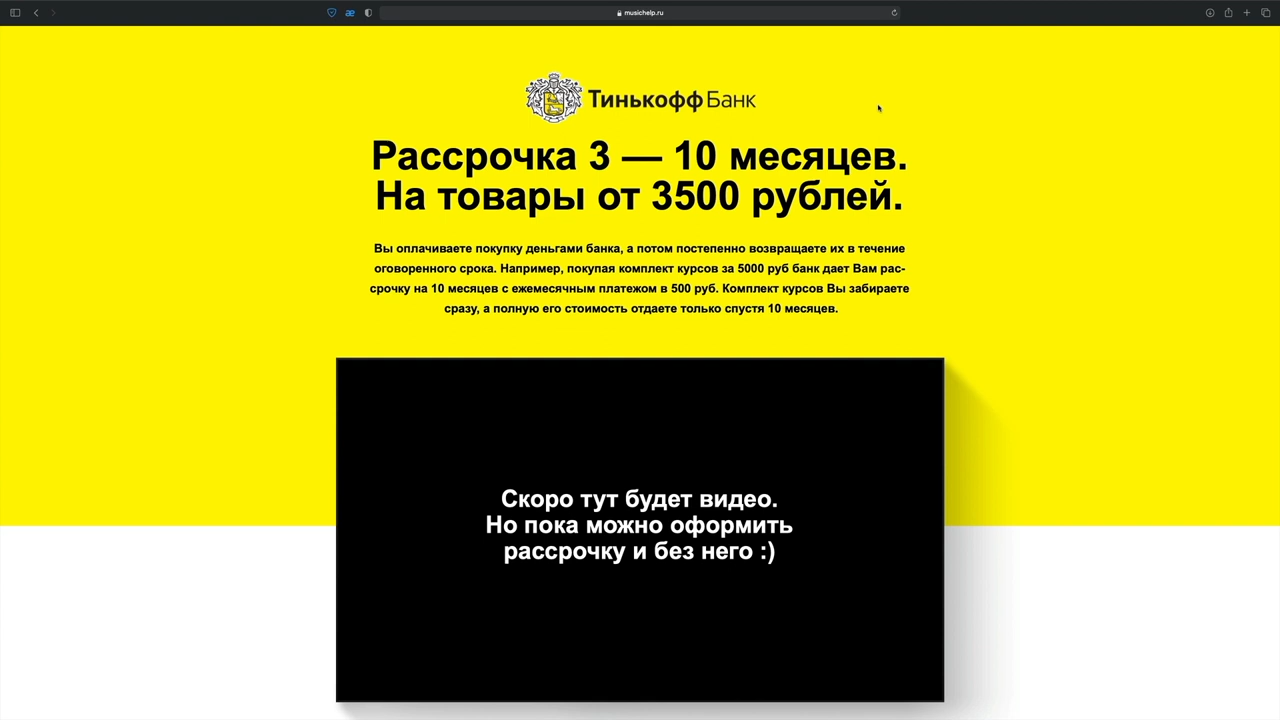 musichelp.ru
Тинькофф Банк
Рассрочка 3 — 10 месяцев.
На товары от 3500 рублей.
Вы оплачиваете покупку деньгами банка, а потом постепенно возвращаете их в течение
оговоренного срока. Например, покупая комплект курсов за 5000 руб банк дает Вам рас-
срочку на 10 месяцев с ежемесячным платежом в 500 руб. Комплект курсов Вы забираете
сразу, а полную его стоимость отдаете только спустя 10 месяцев.
Скоро тут будет видео.
Но пока можно оформить
рассрочку и без него :)